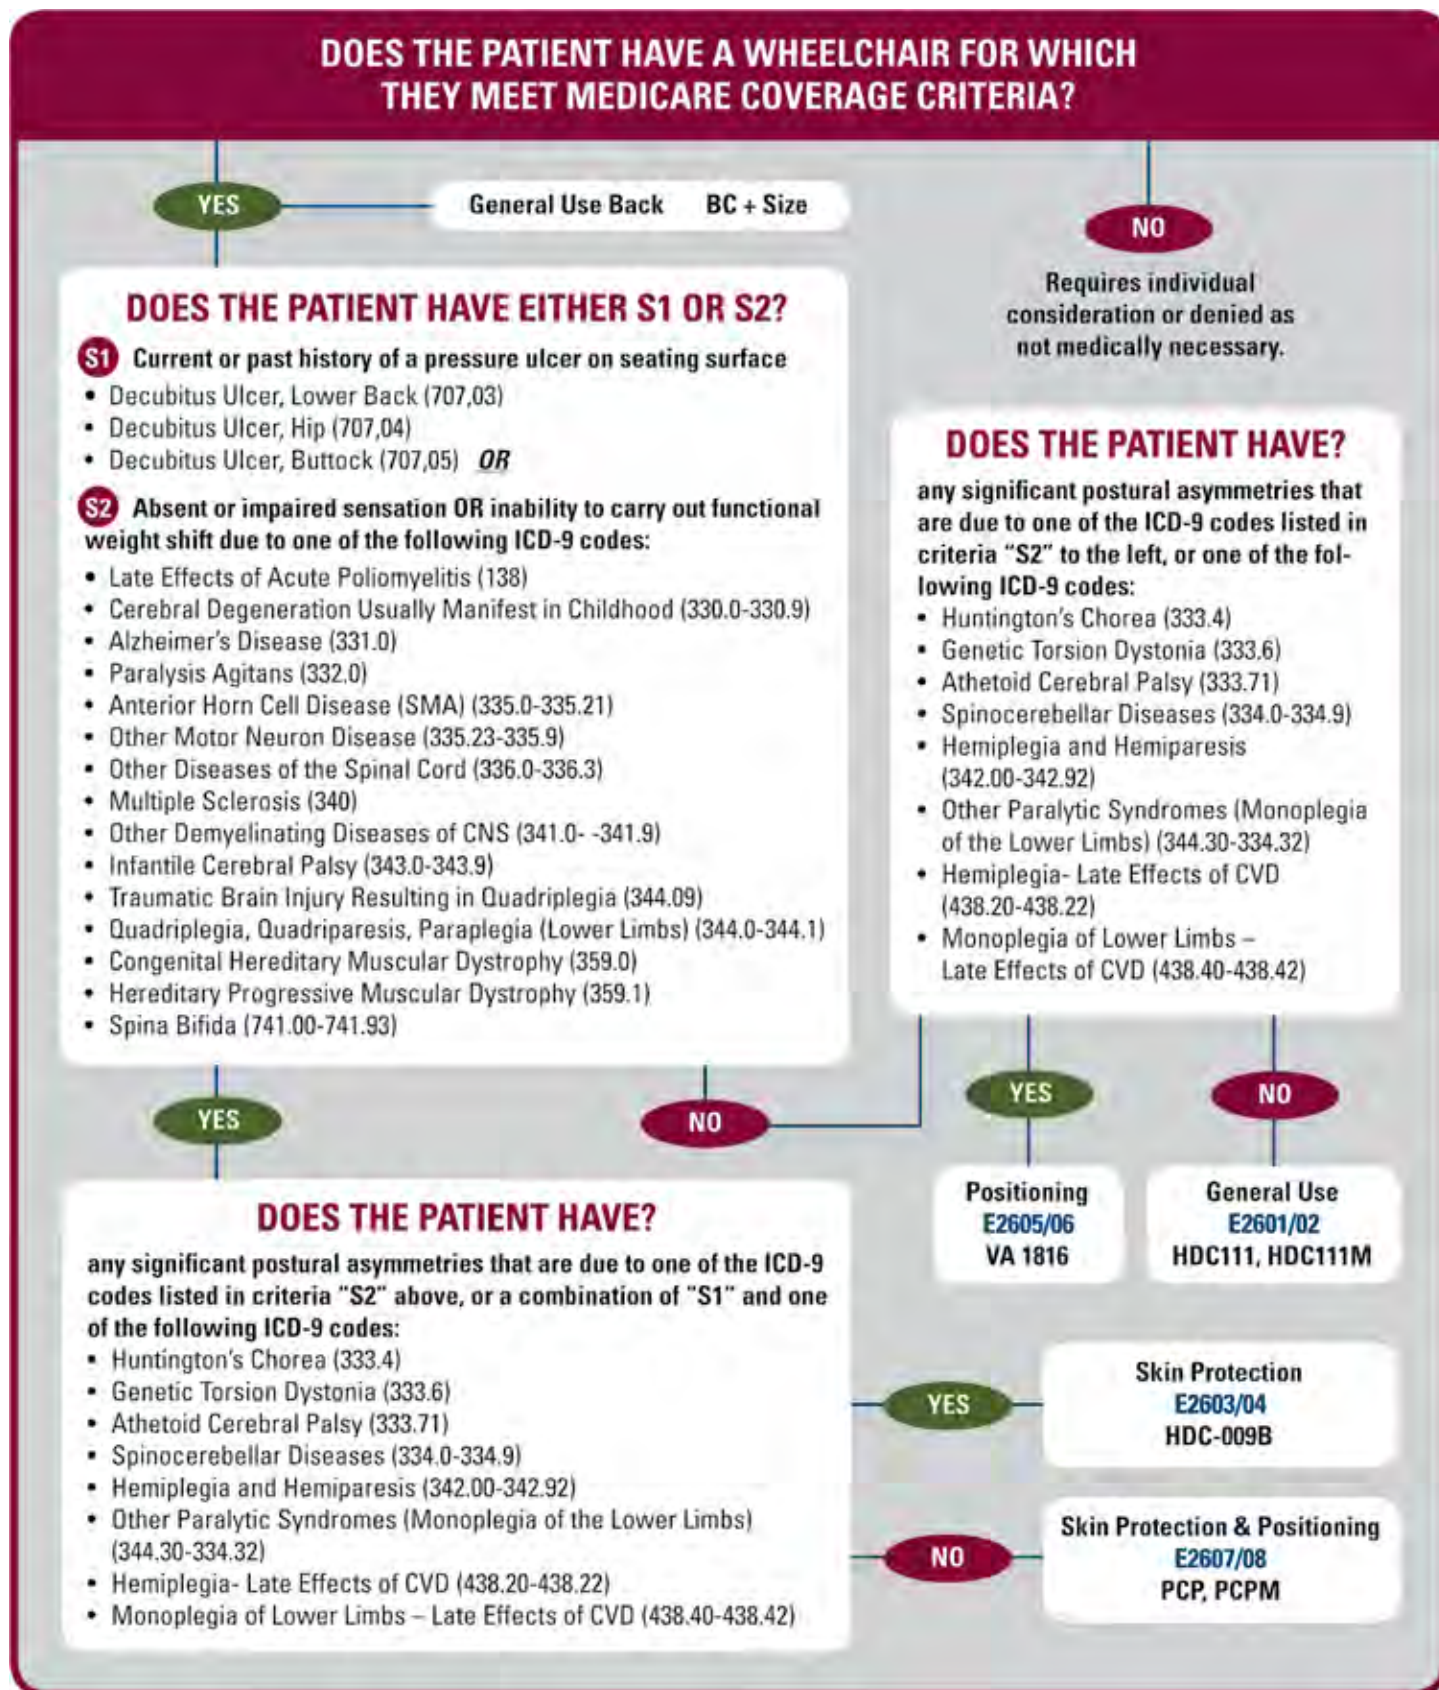 DOES THE PATIENT HAVE A WHEELCHAIR FOR WHICH
THEY MEET MEDICARE COVERAGE CRITERIA?
YES
General Use Back BC + Size
NO
Requires individual
consideration or denied as
not medically necessary.
DOES THE PATIENT HAVE EITHER S1 OR S2?
S1 Current or past history of a pressure ulcer on seating surface
• Decubitus Ulcer, Lower Back (707,03)
• Decubitus Ulcer, Hip (707,04)
• Decubitus Ulcer, Buttock (707,05) OR
S2 Absent or impaired sensation OR inability to carry out functional
weight shift due to one of the following ICD-9 codes:
• Late Effects of Acute Poliomyelitis (138)
• Cerebral Degeneration Usually Manifest in Childhood (330.0-330.9)
• Alzheimer's Disease (331.0)
• Paralysis Agitans (332.0)
• Anterior Horn Cell Disease (SMA) (335.0-335.21)
• Other Motor Neuron Disease (335.23-335.9)
• Other Diseases of the Spinal Cord (336.0-336.3)
• Multiple Sclerosis (340)
• Other Demyelinating Diseases of CNS (341.0- -341.9)
• Infantile Cerebral Palsy (343.0-343.9)
• Traumatic Brain Injury Resulting in Quadriplegia (344.09)
• Quadriplegia, Quadriparesis, Paraplegia (Lower Limbs) (344.0-344.1)
• Congenital Hereditary Muscular Dystrophy (359.0)
• Hereditary Progressive Muscular Dystrophy (359.1)
• Spina Bifida (741.00-741.93)
DOES THE PATIENT HAVE?
any significant postural asymmetries that
are due to one of the ICD-9 codes listed in
criteria "S2" to the left, or one of the fol-
lowing ICD-9 codes:
• Huntington's Chorea (333.4)
• Genetic Torsion Dystonia (333.6)
• Athetoid Cerebral Palsy (333.71)
• Spinocerebellar Diseases (334.0-334.9)
• Hemiplegia and Hemiparesis
(342.00-342.92)
• Other Paralytic Syndromes (Monoplegia
of the Lower Limbs) (344.30-334.32)
• Hemiplegia- Late Effects of CVD
(438.20-438.22)
• Monoplegia of Lower Limbs –
Late Effects of CVD (438.40-438.42)
YES
NO
YES
NO
Positioning
E2605/06
VA 1816
General Use
E2601/02
HDC111, HDC111M
DOES THE PATIENT HAVE?
any significant postural asymmetries that are due to one of the ICD-9
codes listed in criteria "S2" above, or a combination of "S1" and one
of the following ICD-9 codes:
• Huntington's Chorea (333.4)
• Genetic Torsion Dystonia (333.6)
• Athetoid Cerebral Palsy (333.71)
• Spinocerebellar Diseases (334.0-334.9)
• Hemiplegia and Hemiparesis (342.00-342.92)
• Other Paralytic Syndromes (Monoplegia of the Lower Limbs)
(344.30-334.32)
• Hemiplegia- Late Effects of CVD (438.20-438.22)
• Monoplegia of Lower Limbs – Late Effects of CVD (438.40-438.42)
YES
Skin Protection
E2603/04
HDC-009B
NO
Skin Protection & Positioning
E2607/08
PCP, PCPM